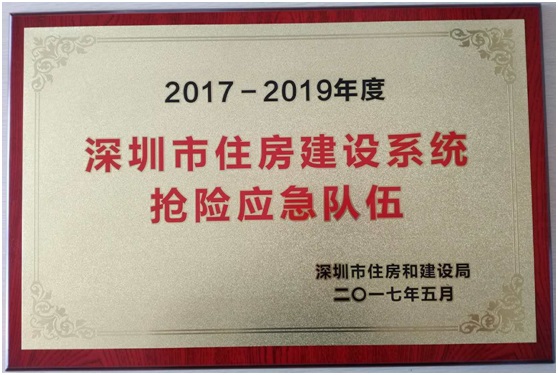 2017－2019年度
深圳市住房建设系统
抢险应急队伍
深圳市住房和建设局
二〇一七年五月